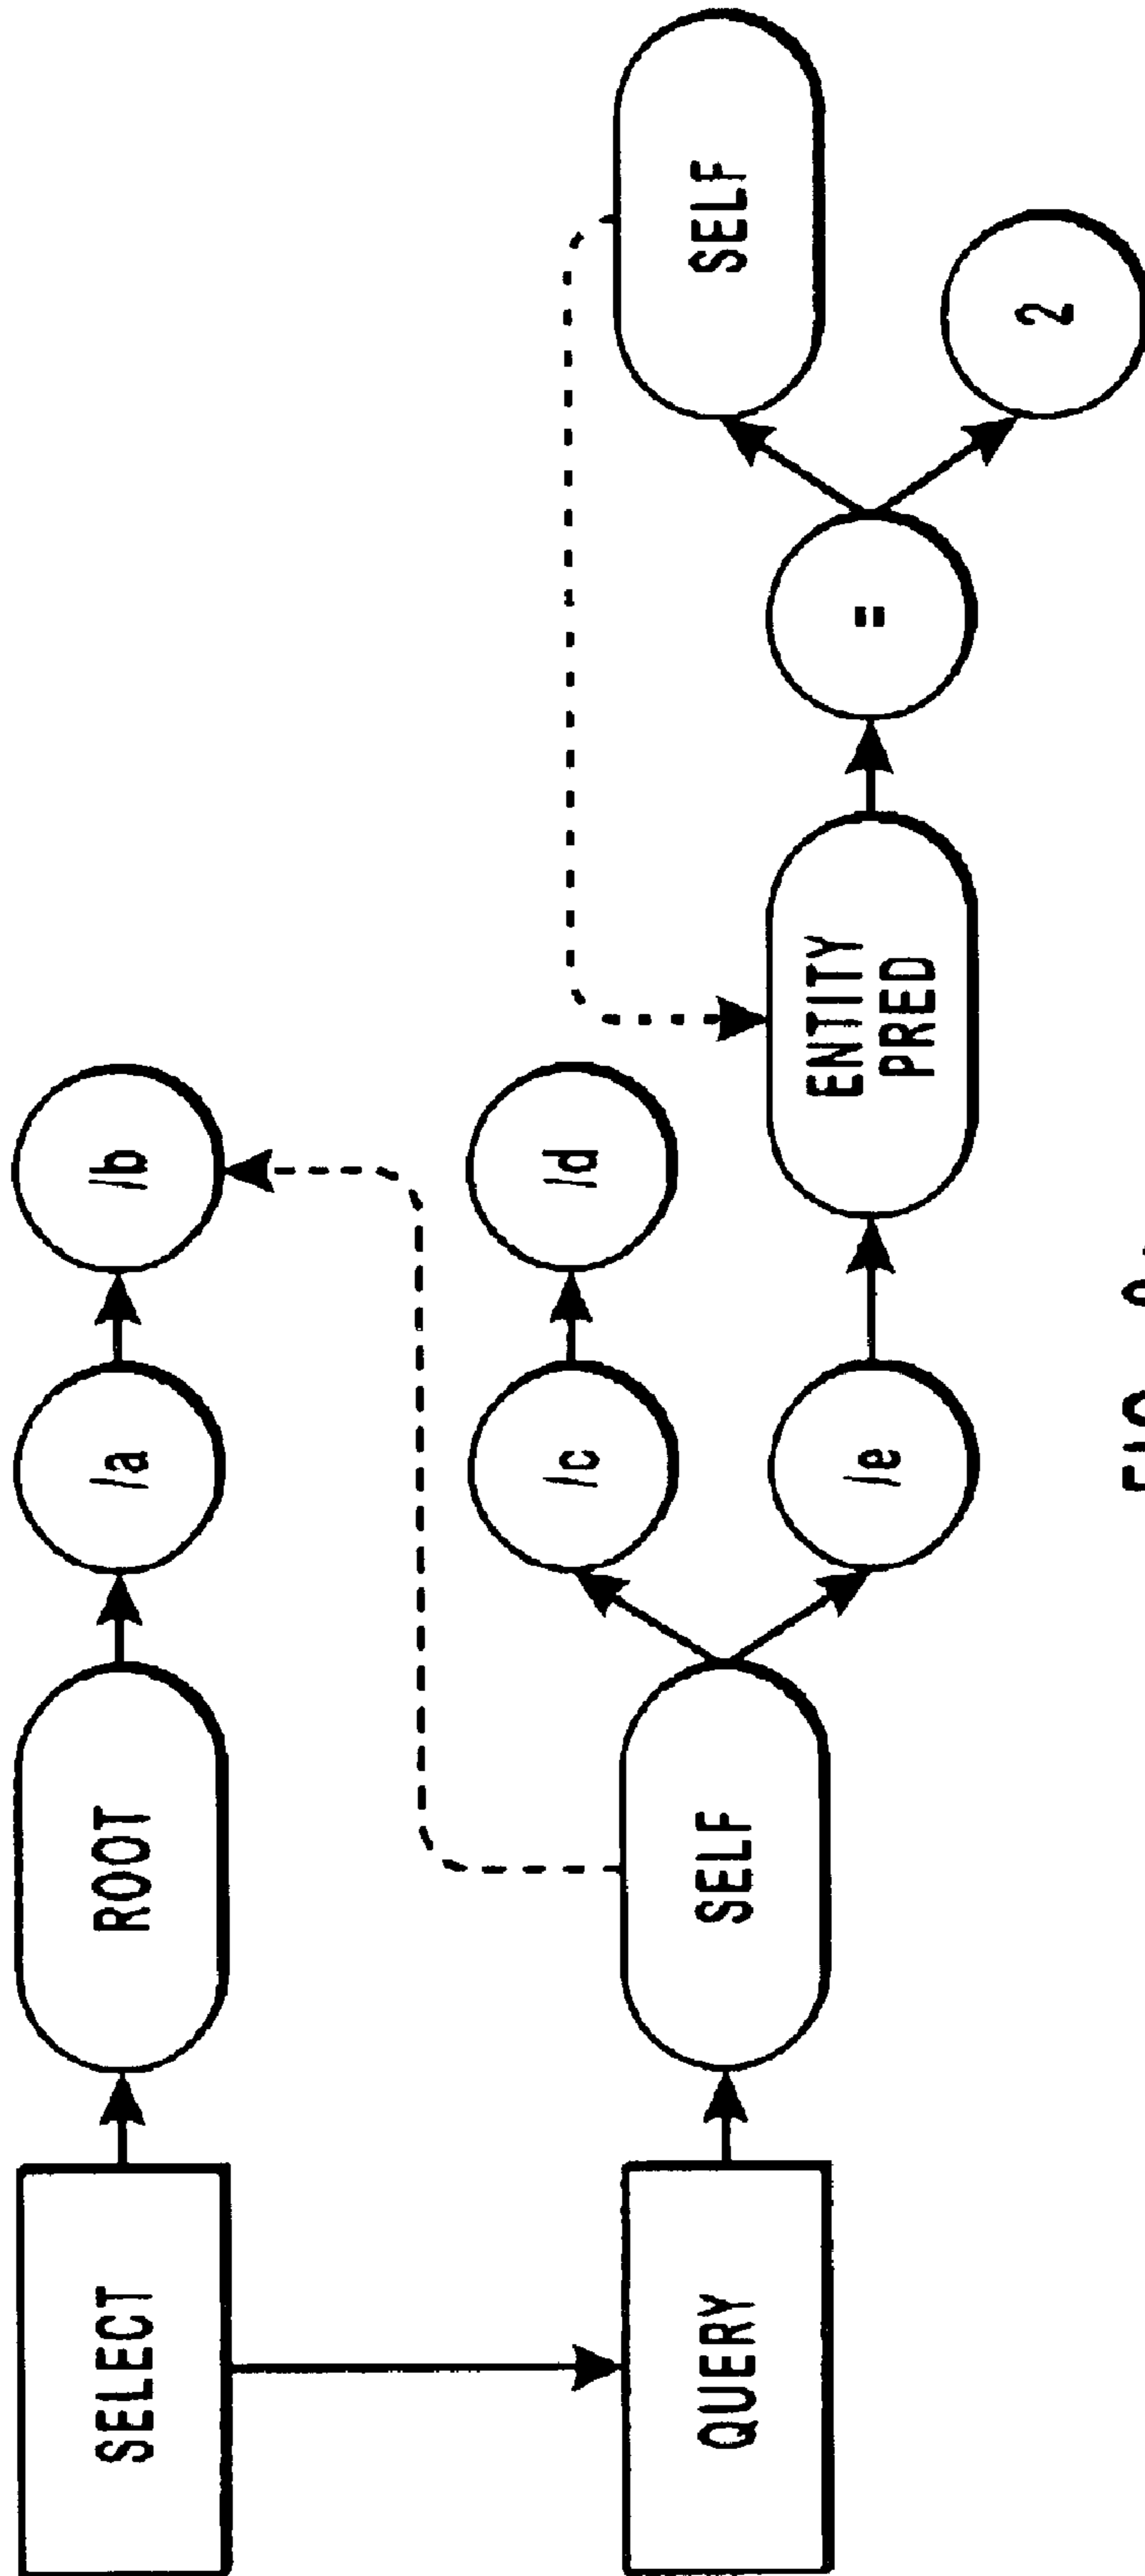 SELECT
ROOT
/a
/b
QUERY
SELF
/c
/d
/e
ENTITY
PRED
=
SELF
2